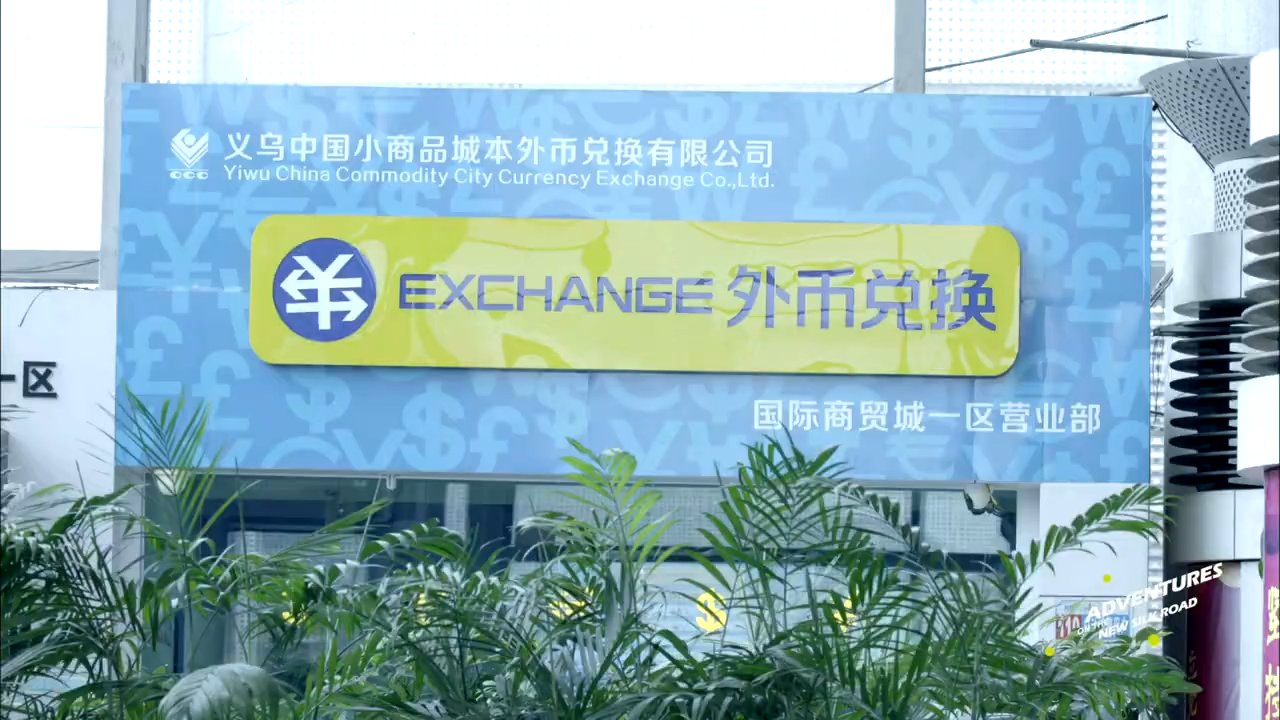 义乌中国小商品城本外币兑换有限公司
Yiwu China Commodity City Currency Exchange Co.,Ltd.
EXCHANGE 外币兑换
国际商贸城一区营业部
一区
ADVENTURES
ON THE
NEW SILK ROAD